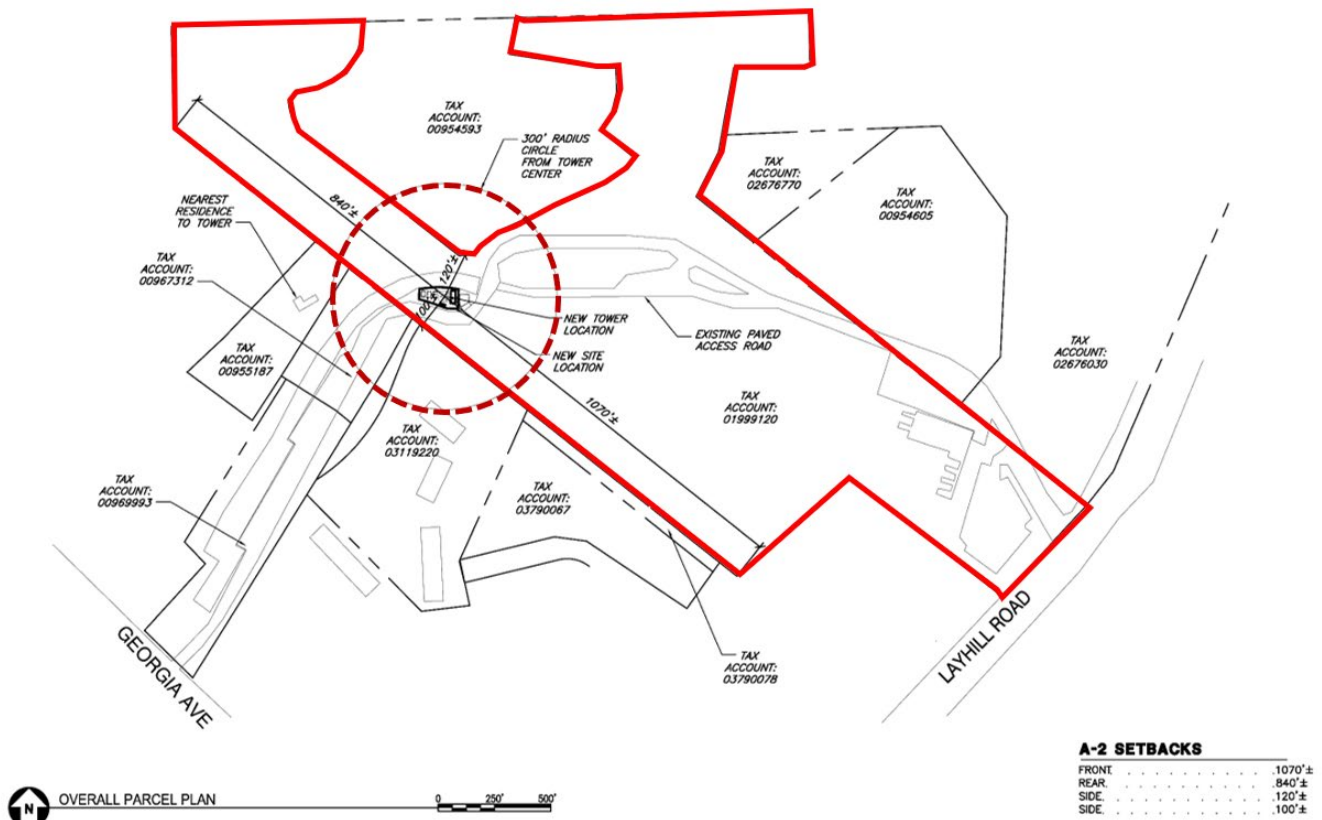 TAX
ACCOUNT:
00954593
300' RADIUS
CIRCLE
FROM TOWER
CENTER
TAX
ACCOUNT:
02676770
TAX
ACCOUNT:
00954605
NEAREST
RESIDENCE
TO TOWER
840'±
TAX
ACCOUNT:
00967312
120'±
100'±
NEW TOWER
LOCATION
NEW SITE
LOCATION
EXISTING PAVED
ACCESS ROAD
TAX
ACCOUNT:
02676030
TAX
ACCOUNT:
00955187
1070'±
TAX
ACCOUNT:
01999120
TAX
ACCOUNT:
03119220
TAX
ACCOUNT:
00969993
TAX
ACCOUNT:
03790067
GEORGIA AVE
LAYHILL ROAD
TAX
ACCOUNT:
03790078
A-2 SETBACKS
FRONT. . . . . . . . . . . .1070'±
REAR. . . . . . . . . . . . .840'±
SIDE. . . . . . . . . . . . .120'±
SIDE. . . . . . . . . . . . .100'±
N
OVERALL PARCEL PLAN
0 250' 500'